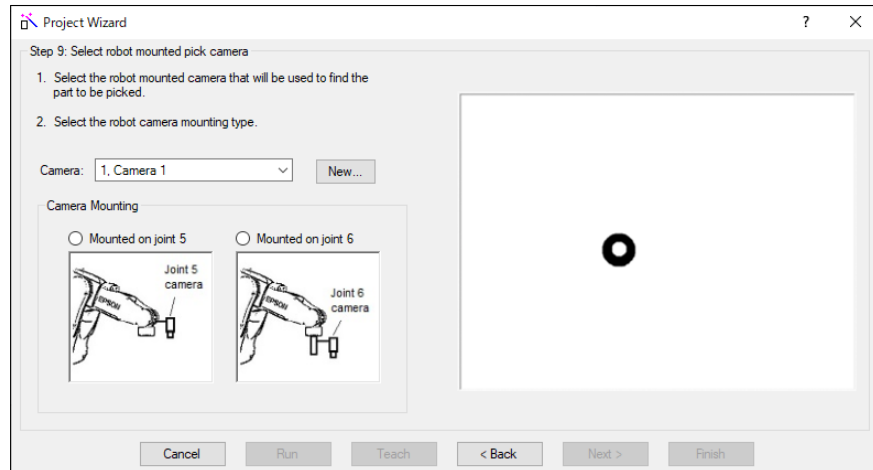 Project Wizard
?
Step 9: Select robot mounted pick camera
1. Select the robot mounted camera that will be used to find the
part to be picked.
2. Select the robot camera mounting type.
Camera: 1, Camera 1 New...
Camera Mounting
Mounted on joint 5 Mounted on joint 6
Joint 5
camera
EPSON
Joint 6
camera
EPSON
Cancel Run Teach < Back Next > Finish